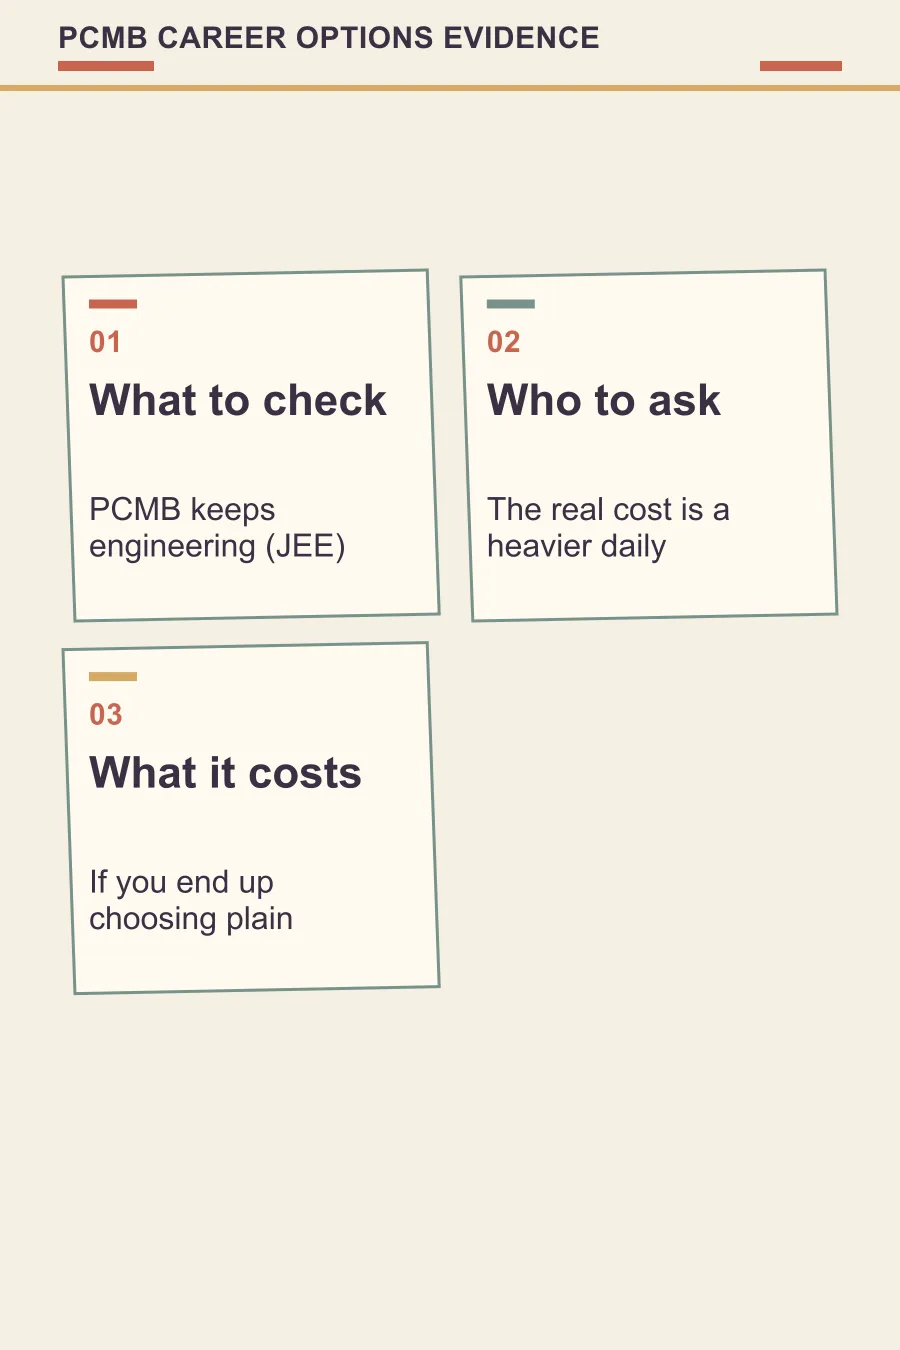 PCMB CAREER OPTIONS EVIDENCE
01
What to check
PCMB keeps
engineering (JEE)
02
Who to ask
The real cost is a
heavier daily
03
What it costs
If you end up
choosing plain